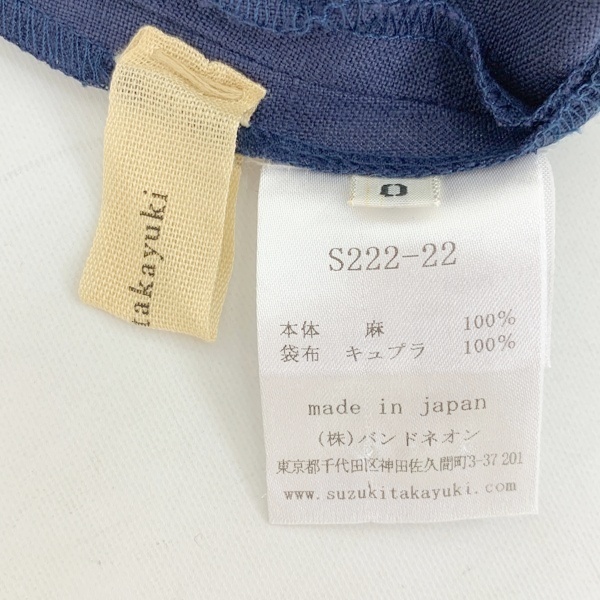 takayuki
0
S222-22
本体 麻 100%
袋布 キュプラ 100%
made in japan
(株)バンドネオン
東京都千代田区神田佐久間町3-37 201
www.suzukitakayuki.com